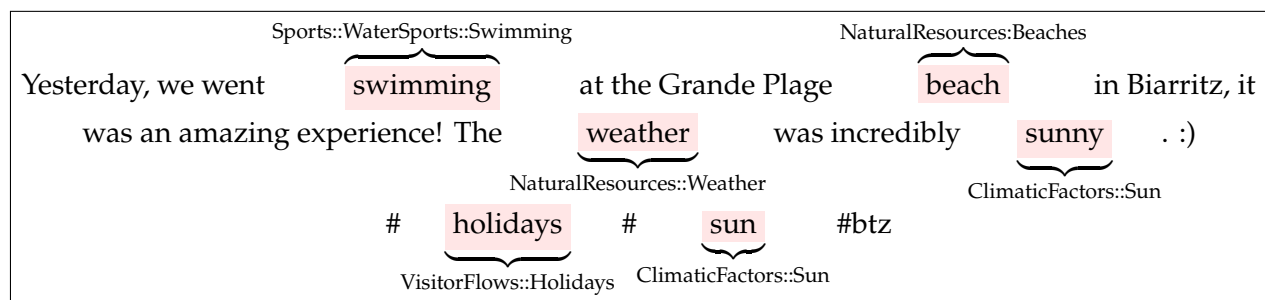 Sports::WaterSports::Swimming NaturalResources:Beaches
Yesterday, we went swimming at the Grande Plage beach in Biarritz, it
was an amazing experience! The weather was incredibly sunny . :)
NaturalResources::Weather ClimaticFactors::Sun
# holidays # sun #btz
VisitorFlows::Holidays ClimaticFactors::Sun